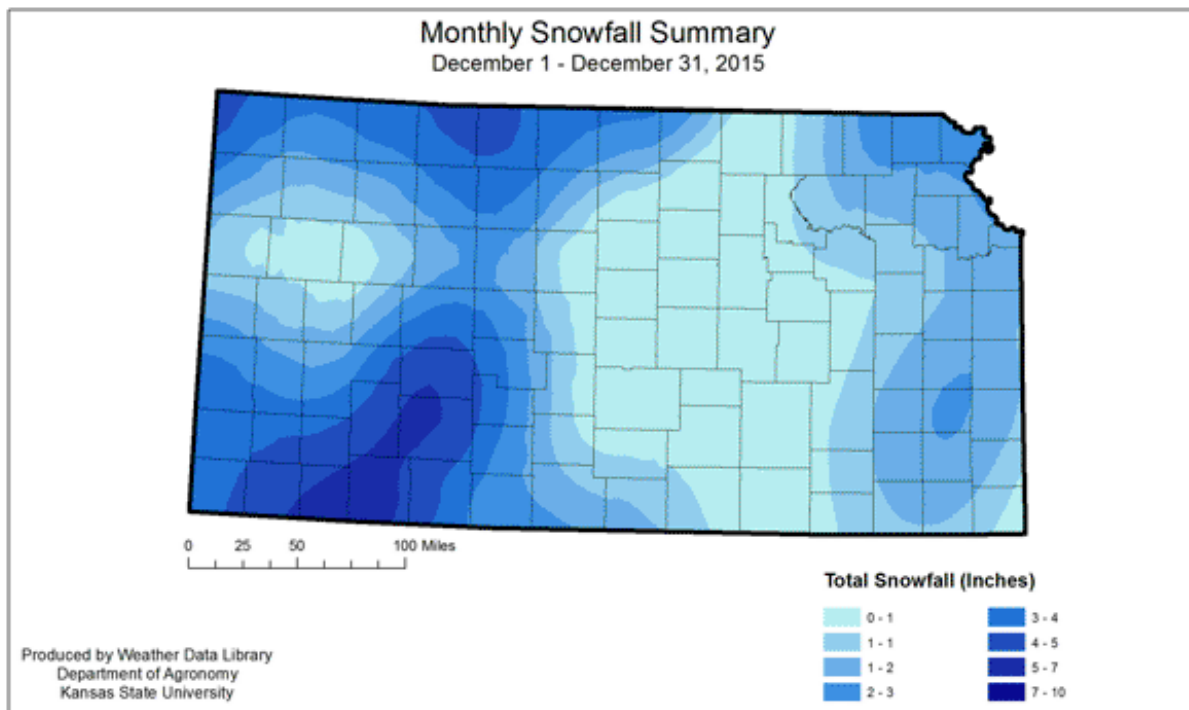 Monthly Snowfall Summary
December 1 - December 31, 2015
0 25 50 100 Miles
Total Snowfall (Inches)
0 - 1
1 - 1
1 - 2
2 - 3
3 - 4
4 - 5
5 - 7
7 - 10
Produced by Weather Data Library
Department of Agronomy
Kansas State University